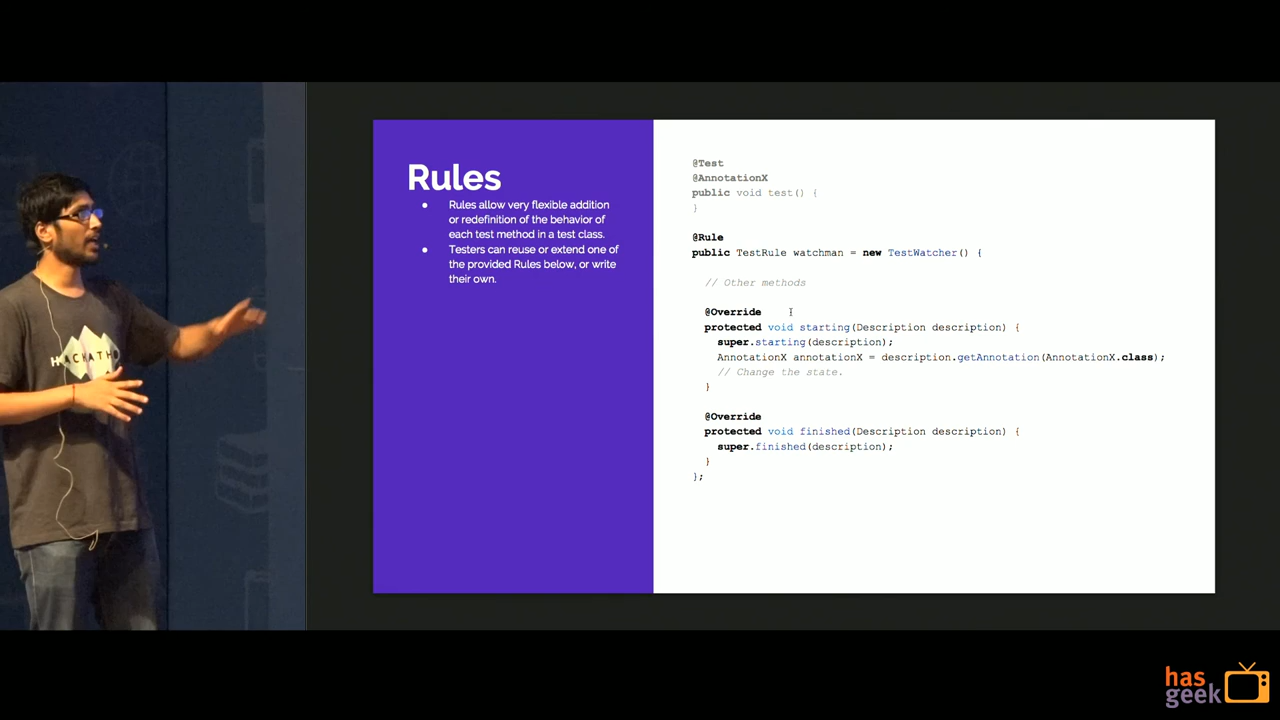 Rules
● Rules allow very flexible addition
or redefinition of the behavior of
each test method in a test class.
● Testers can reuse or extend one of
the provided Rules below, or write
their own.
@Test
@AnnotationX
public void test() {
}
@Rule
public TestRule watchman = new TestWatcher() {
// Other methods
@Override
protected void starting(Description description) {
super.starting(description);
AnnotationX annotationX = description.getAnnotation(AnnotationX.class);
// Change the state.
}
@Override
protected void finished(Description description) {
super.finished(description);
}
};
has
geek